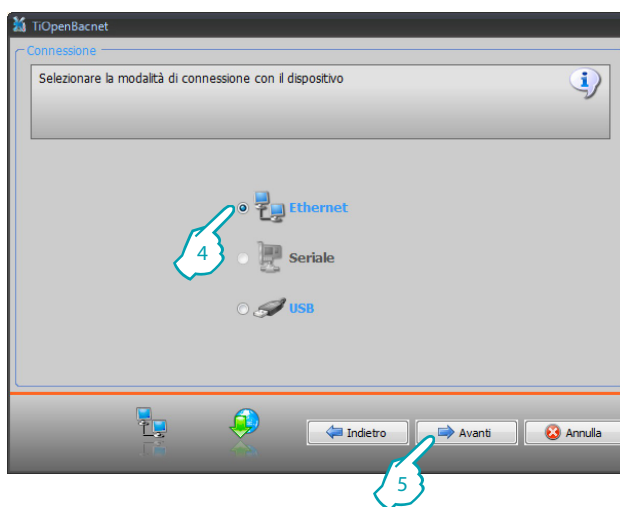 TiOpenBacnet
Connessione
Selezionare la modalità di connessione con il dispositivo
Ethernet
4
Seriale
USB
Indietro
Avanti
Annulla
5